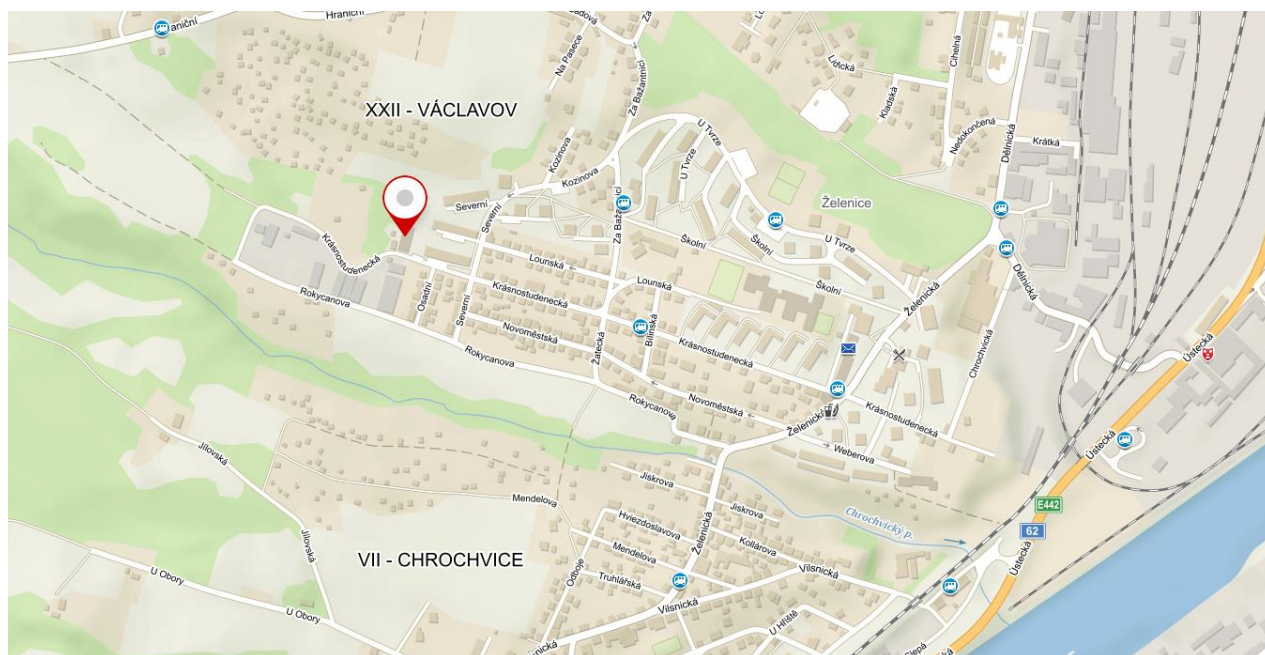 Hraniční
Na Pasece
Za Bažantnicí
Lidická
Kladská
Cihelná
Nedokončená
Krátká
Dělnická
XXII - VÁCLAVOV
Kozinova
Kozinova
U Tvrze
U Tvrze
Želenice
Severní
Severní
Za Bažantnicí
Školní
Školní
U Tvrze
Dělnická
Krásnostudenecká
Lounská
Lounská
Školní
Želenická
Osadní
Severní
Krásnostudenecká
Rokycanova
Novoměstská
Žatecká
Bílinská
Krásnostudenecká
Chrochvická
Ústecká
Rokycanova
Rokycanova
Novoměstská
Želenická
Krásnostudenecká
Weberova
Ústecká
Jílovská
Jiskrova
Mendelova
Jiskrova
Chrochvický p.
E442
62
Hviezdoslavova
Kollárova
Želenická
Jílovská
VII - CHROCHVICE
Mendelova
Vilsnická
Ústecká
U Obory
Odboje
Truhlářská
Vilsnická
U Obory
U Hřiště
Slepá